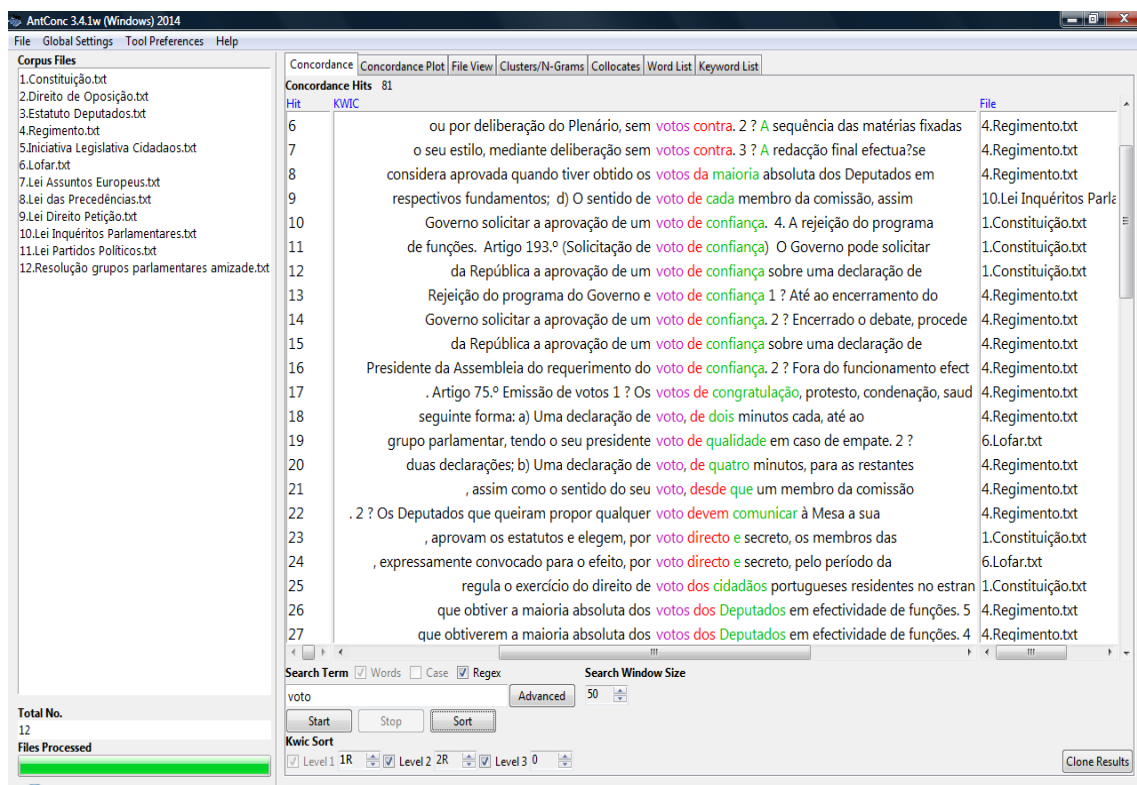 AntConc 3.4.1w (Windows) 2014
File Global Settings Tool Preferences Help
Corpus Files
1.Constituição.txt
2.Direito de Oposição.txt
3.Estatuto Deputados.txt
4.Regimento.txt
5.Iniciativa Legislativa Cidadaos.txt
6.Lofar.txt
7.Lei Assuntos Europeus.txt
8.Lei das Precedências.txt
9.Lei Direito Petição.txt
10.Lei Inquéritos Parlamentares.txt
11.Lei Partidos Políticos.txt
12.Resolução grupos parlamentares amizade.txt
Total No.
12
Files Processed
Concordance Concordance Plot File View Clusters/N-Grams Collocates Word List Keyword List
Concordance Hits 81
Hit KWIC File
6 ou por deliberação do Plenário, sem votos contra. 2 ? A sequência das matérias fixadas 4.Regimento.txt
7 o seu estilo, mediante deliberação sem votos contra. 3 ? A redacção final efectua?se 4.Regimento.txt
8 considera aprovada quando tiver obtido os votos da maioria absoluta dos Deputados em 4.Regimento.txt
9 respectivos fundamentos; d) O sentido de voto de cada membro da comissão, assim 10.Lei Inquéritos Parla
10 Governo solicitar a aprovação de um voto de confiança. 4. A rejeição do programa 1.Constituição.txt
11 de funções. Artigo 193.º (Solicitação de voto de confiança) O Governo pode solicitar 1.Constituição.txt
12 da República a aprovação de um voto de confiança sobre uma declaração de 1.Constituição.txt
13 Rejeição do programa do Governo e voto de confiança 1 ? Até ao encerramento do 4.Regimento.txt
14 Governo solicitar a aprovação de um voto de confiança. 2 ? Encerrado o debate, procede 4.Regimento.txt
15 da República a aprovação de um voto de confiança sobre uma declaração de 4.Regimento.txt
16 Presidente da Assembleia do requerimento do voto de confiança. 2 ? Fora do funcionamento efect 4.Regimento.txt
17 . Artigo 75.º Emissão de votos 1 ? Os votos de congratulação, protesto, condenação, saud 4.Regimento.txt
18 seguinte forma: a) Uma declaração de voto, de dois minutos cada, até ao 4.Regimento.txt
19 grupo parlamentar, tendo o seu presidente voto de qualidade em caso de empate. 2 ? 6.Lofar.txt
20 duas declarações; b) Uma declaração de voto, de quatro minutos, para as restantes 4.Regimento.txt
21 , assim como o sentido do seu voto, desde que um membro da comissão 4.Regimento.txt
22 . 2 ? Os Deputados que queiram propor qualquer voto devem comunicar à Mesa a sua 4.Regimento.txt
23 , aprovam os estatutos e elegem, por voto directo e secreto, os membros das 1.Constituição.txt
24 , expressamente convocado para o efeito, por voto directo e secreto, pelo período da 6.Lofar.txt
25 regula o exercício do direito de voto dos cidadãos portugueses residentes no estran 1.Constituição.txt
26 que obtiver a maioria absoluta dos votos dos Deputados em efectividade de funções. 5 4.Regimento.txt
27 que obtiverem a maioria absoluta dos votos dos Deputados em efectividade de funções. 4 4.Regimento.txt
Search Term Words Case Regex Search Window Size
voto Advanced 50
Start Stop Sort
Kwic Sort
Level 1 1R Level 2 2R Level 3 0 Clone Results